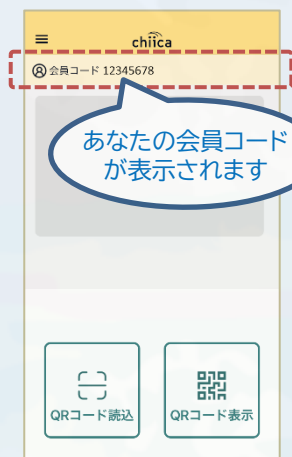 chiica
会員コード 12345678
あなたの会員コード
が表示されます
QRコード読込
QRコード表示